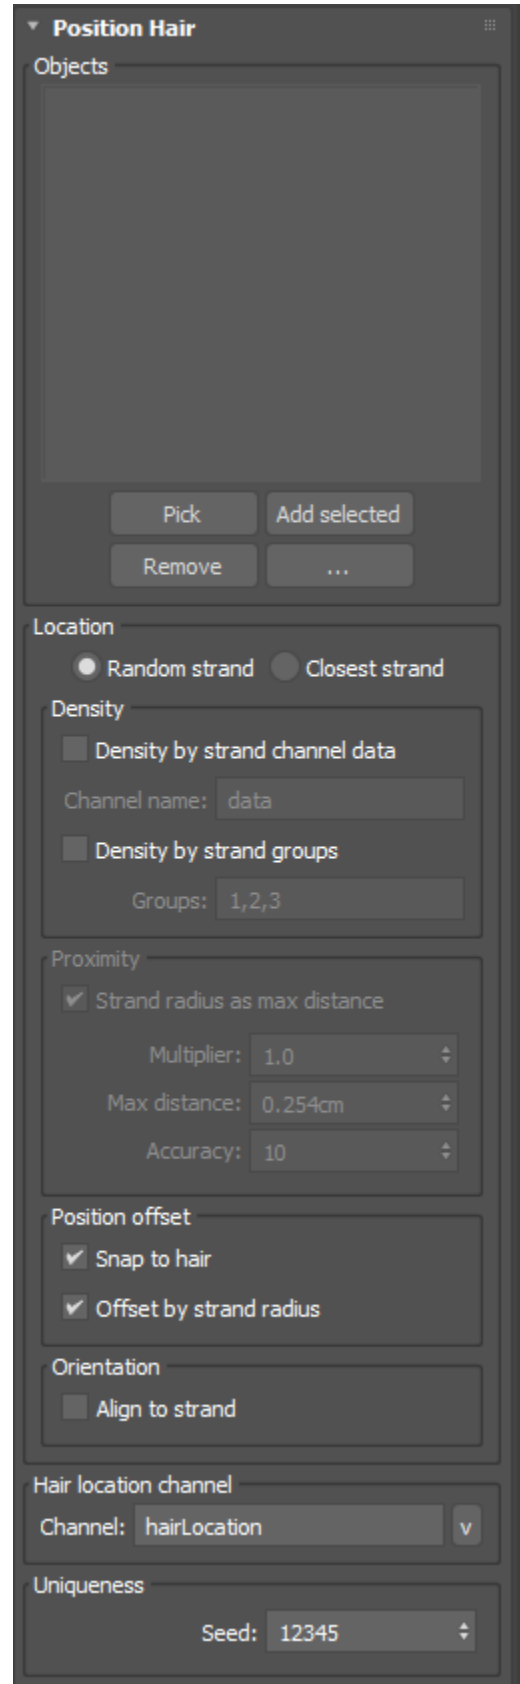 Position Hair
Objects
Pick
Add selected
Remove
...
Location
Random strand
Closest strand
Density
Density by strand channel data
Channel name: data
Density by strand groups
Groups: 1,2,3
Proximity
Strand radius as max distance
Multiplier: 1.0
Max distance: 0.254cm
Accuracy: 10
Position offset
Snap to hair
Offset by strand radius
Orientation
Align to strand
Hair location channel
Channel: hairLocation v
Uniqueness
Seed: 12345